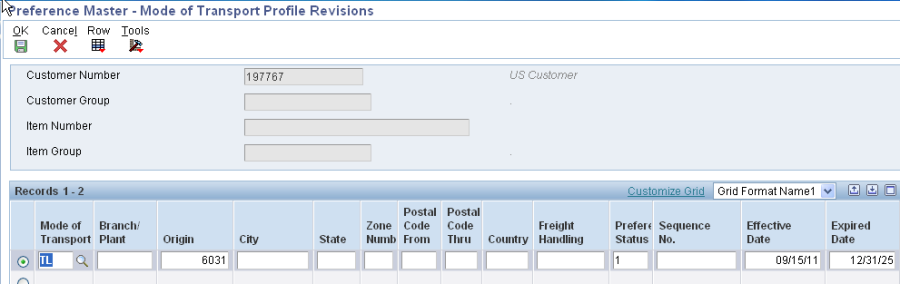 Preference Master - Mode of Transport Profile Revisions
OK Cancel Row Tools
Customer Number 197767 US Customer
Customer Group
Item Number
Item Group
Records 1 - 2 Customize Grid Grid Format Name1
Postal Postal
Mode of Branch/ Zone Code Code Freight Prefere Sequence Effective Expired
Transport Plant Origin City State Numb From Thru Country Handling Status No. Date Date
TL 6031 1 09/15/11 12/31/25